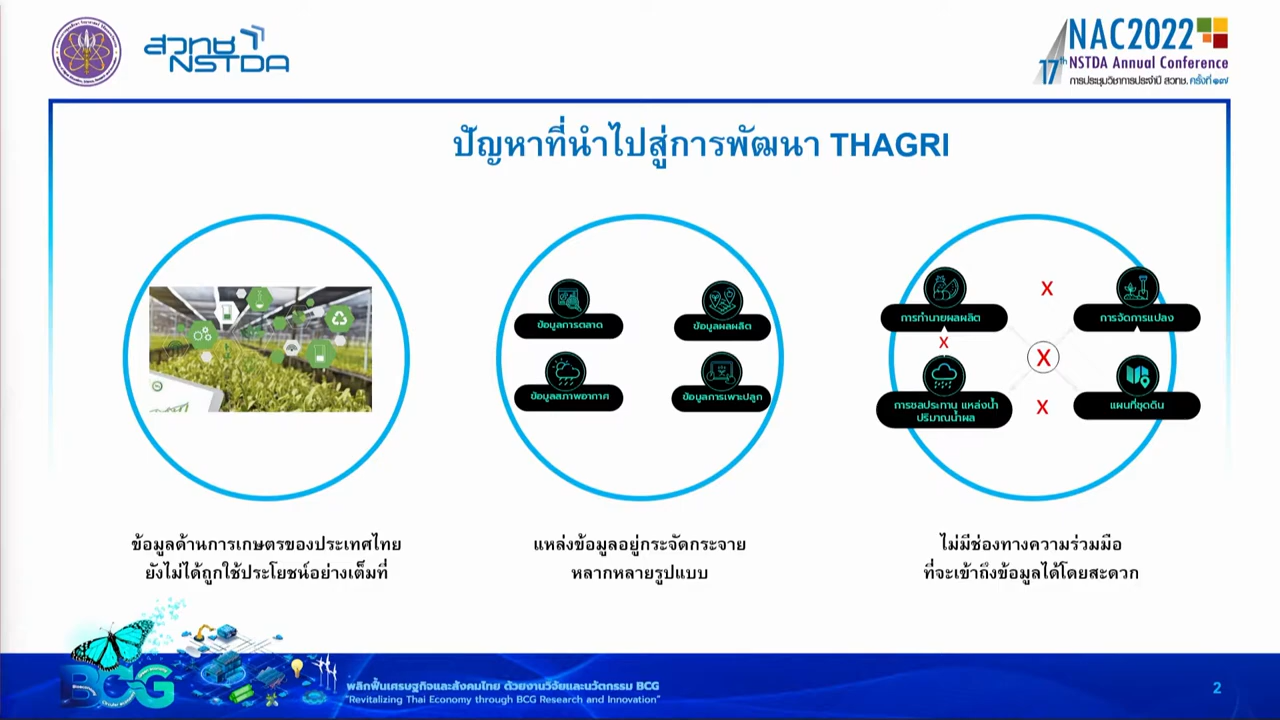 สวทช
NSTDA
NAC2022
17th NSTDA Annual Conference
การประชุมวิชาการประจำปี สวทช. ครั้งที่ ๑๗
ปัญหาที่นำไปสู่การพัฒนา THAGRI
ข้อมูลการตลาด
ข้อมูลผลผลิต
ข้อมูลสภาพอากาศ
ข้อมูลการเพาะปลูก
การทำนายผลผลิต
X
การจัดการแปลง
X
X
การชลประทาน แหล่งน้ำ
ปริมาณน้ำฝน
X
แผนที่ชุดดิน
ข้อมูลด้านการเกษตรของประเทศไทย
ยังไม่ได้ถูกใช้ประโยชน์อย่างเต็มที่
แหล่งข้อมูลอยู่กระจัดกระจาย
หลากหลายรูปแบบ
ไม่มีช่องทางความร่วมมือ
ที่จะเข้าถึงข้อมูลได้โดยสะดวก
BCG
พลิกฟื้นเศรษฐกิจและสังคมไทย ด้วยงานวิจัยและนวัตกรรม BCG
"Revitalizing Thai Economy through BCG Research and Innovation"
2